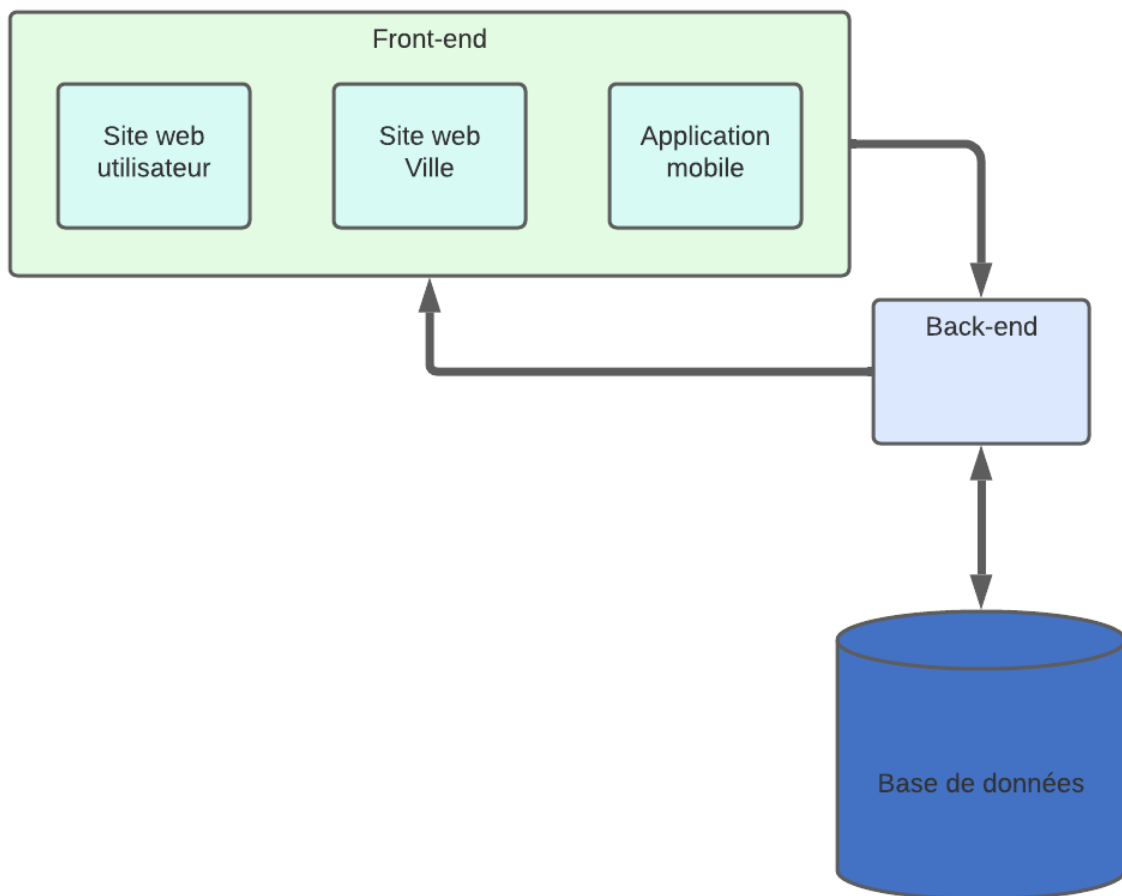 Front-end
Site web
utilisateur
Site web
Ville
Application
mobile
Back-end
Base de données